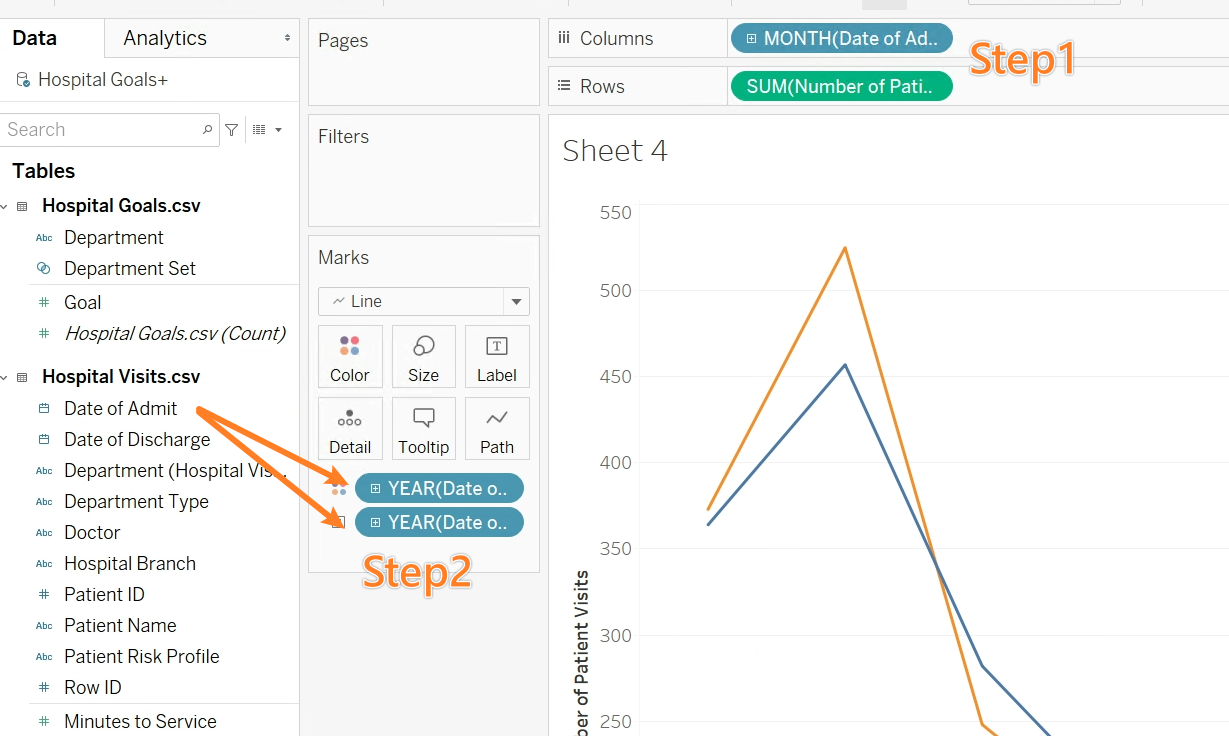 Data
Analytics
Hospital Goals+
Search
Tables
Hospital Goals.csv
Abc Department
Department Set
# Goal
# Hospital Goals.csv (Count)
Hospital Visits.csv
Date of Admit
Date of Discharge
Abc Department (Hospital Vis...
Abc Department Type
Abc Doctor
Abc Hospital Branch
# Patient ID
Abc Patient Name
Abc Patient Risk Profile
# Row ID
# Minutes to Service
Pages
Filters
Marks
Line
Color Size Label
Detail Tooltip Path
YEAR(Date o..
YEAR(Date o..
Step2
Columns MONTH(Date of Ad..
Step1
Rows SUM(Number of Pati..
Sheet 4
550
500
450
400
350
300
250
of Patient Visits